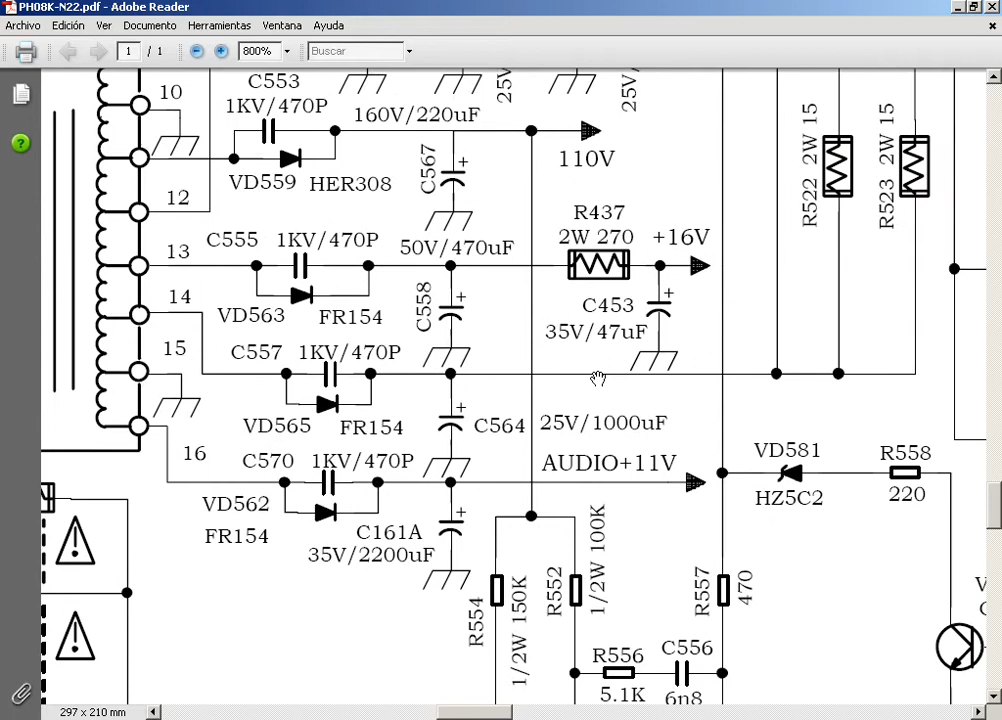 PH08K-N22.pdf - Adobe Reader
Archivo Edición Ver Documento Herramientas Ventana Ayuda
1 / 1 800% Buscar
C553
1KV/470P
10
160V/220uF
25V
25V
110V
VD559 HER308
C567
12
R522 2W 15
R523 2W 15
R437
2W 270
+16V
13
C555 1KV/470P
50V/470uF
14
VD563 FR154
C558
C453
35V/47uF
15
C557 1KV/470P
VD565 FR154
C564 25V/1000uF
16
C570 1KV/470P
AUDIO+11V
VD581
HZ5C2
R558
220
VD562
FR154
C161A
35V/2200uF
R554
1/2W 150K
R552
1/2W 100K
R557
470
R556
5.1K
C556
6n8
297 x 210 mm